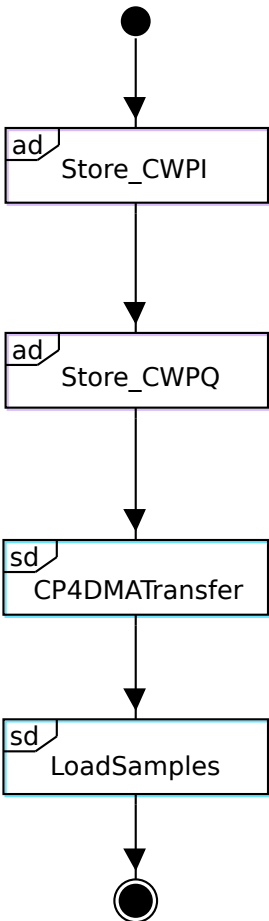 ad
Store_CWPI
ad
Store_CWPQ
sd
CP4DMATransfer
sd
LoadSamples